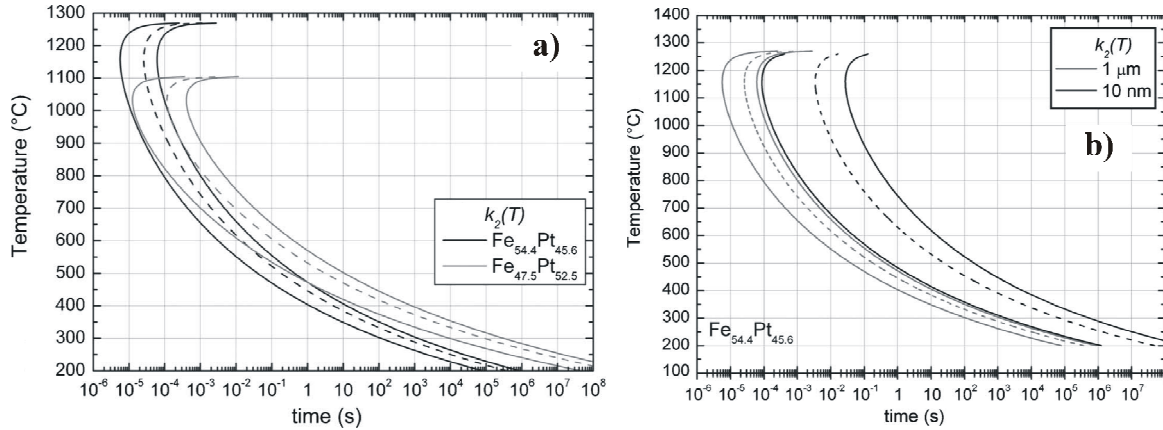 a)
1300
1200
1100
1000
900
800
700
600
500
400
300
200
Temperature (°C)
k₂(T)
Fe₅₄.₄Pt₄₅.₆
Fe₄₇.₅Pt₅₂.₅
10⁻⁶ 10⁻⁵ 10⁻⁴ 10⁻³ 10⁻² 10⁻¹ 1 10 10² 10³ 10⁴ 10⁵ 10⁶ 10⁷ 10⁸
time (s)
b)
1400
1300
1200
1100
1000
900
800
700
600
500
400
300
200
100
Temperature (°C)
k₂(T)
1 μm
10 nm
Fe₅₄.₄Pt₄₅.₆
10⁻⁶ 10⁻⁵ 10⁻⁴ 10⁻³ 10⁻² 10⁻¹ 1 10 10² 10³ 10⁴ 10⁵ 10⁶ 10⁷
time (s)